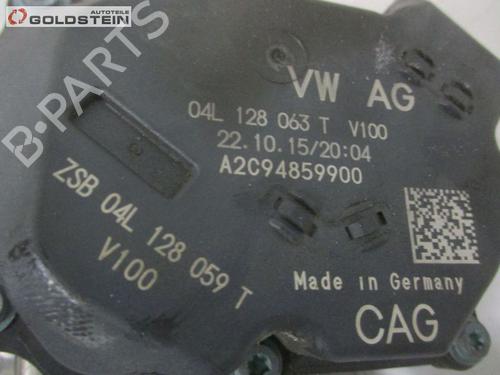 AUTOTEILE
GOLDSTEIN
VW AG
04L 128 063 T V100
22.10.15/20:04
A2C94859900
ZSB 04L 128 059 T
V100
Made in Germany
CAG